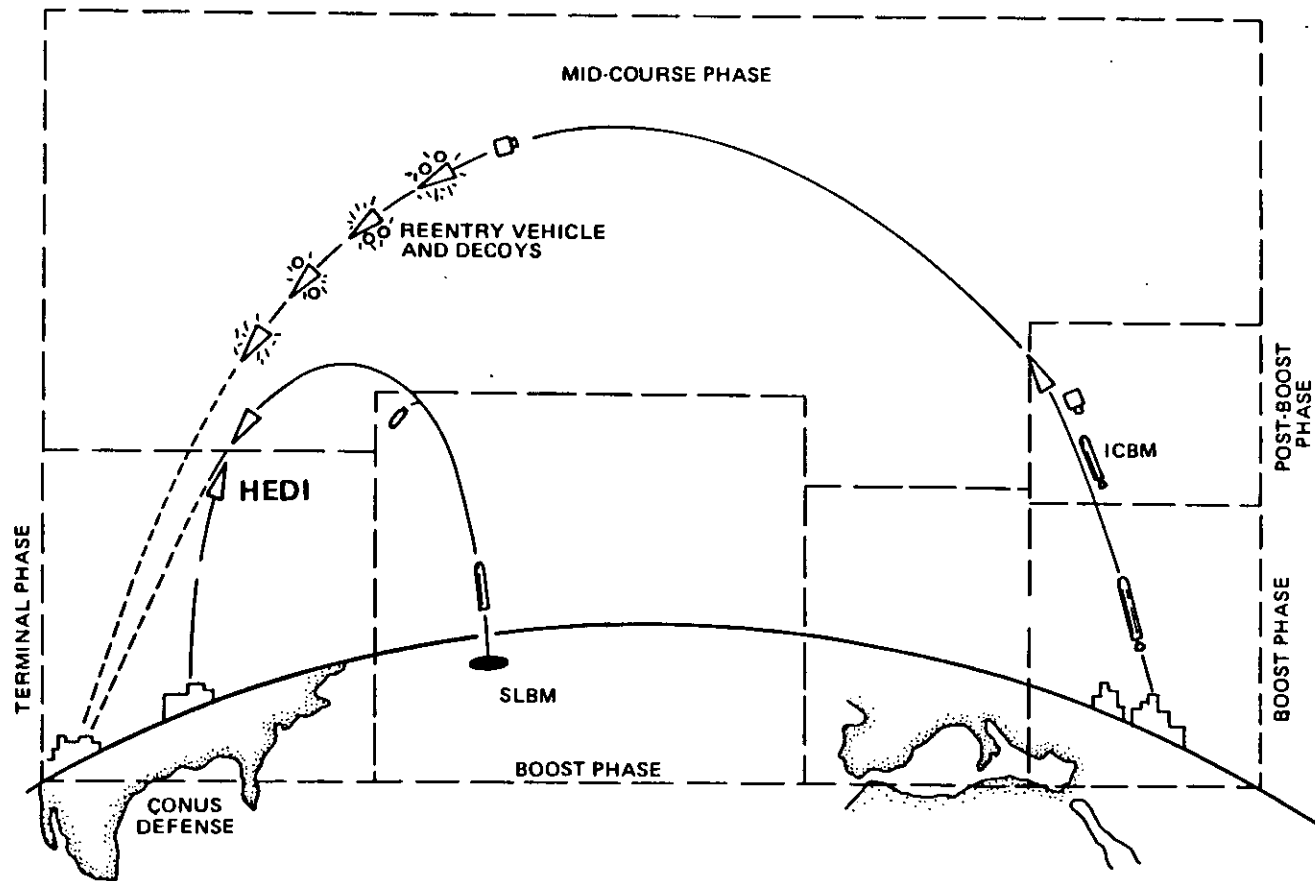 MID-COURSE PHASE
REENTRY VEHICLE
AND DECOYS
POST-BOOST
PHASE
ICBM
HEDI
TERMINAL PHASE
BOOST PHASE
SLBM
BOOST PHASE
CONUS
DEFENSE